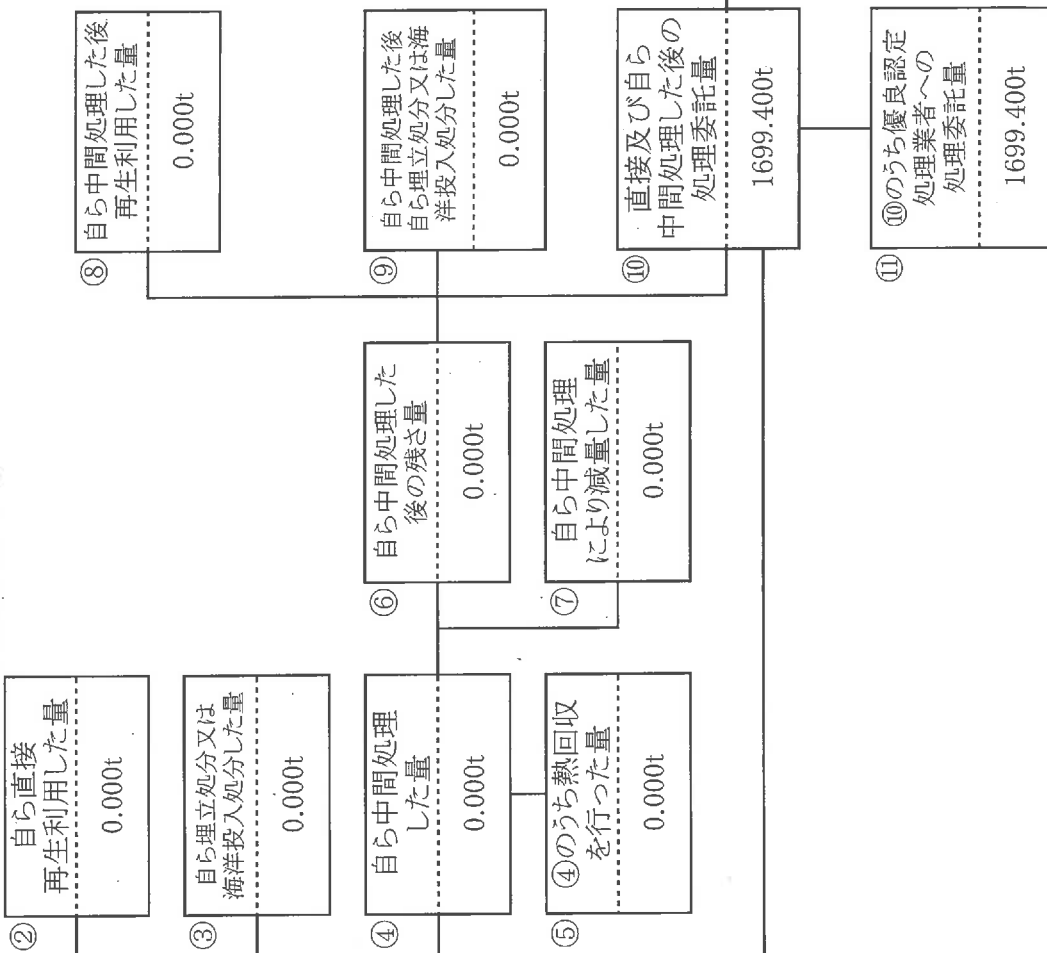 ②
自ら直接
再生利用した量
0.000t
③
自ら埋立処分又は
海洋投入処分した量
0.000t
④
自ら中間処理
した量
0.000t
⑤
④のうち熱回収
を行った量
0.000t
⑥
自ら中間処理した
後の残さ量
0.000t
⑦
自ら中間処理
により減量した量
0.000t
⑧
自ら中間処理した後
再生利用した量
0.000t
⑨
自ら中間処理した後
自ら埋立処分又は海
洋投入処分した量
0.000t
⑩
直接及び自ら
中間処理した後の
処理委託量
1699.400t
⑪
⑩のうち優良認定
処理業者への
処理委託量
1699.400t